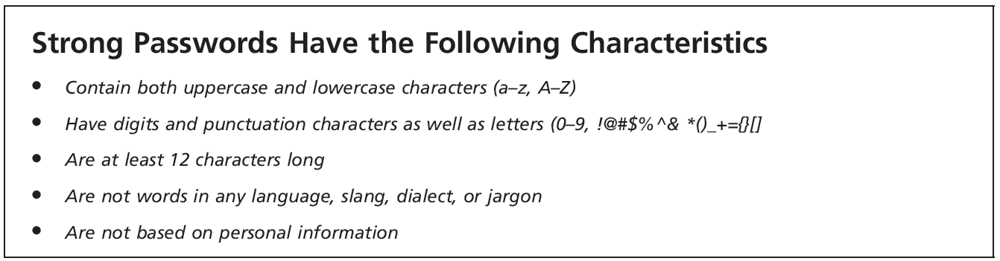 Strong Passwords Have the Following Characteristics
• Contain both uppercase and lowercase characters (a–z, A–Z)
• Have digits and punctuation characters as well as letters (0–9, !@#$%^& *()_+={}[]
• Are at least 12 characters long
• Are not words in any language, slang, dialect, or jargon
• Are not based on personal information